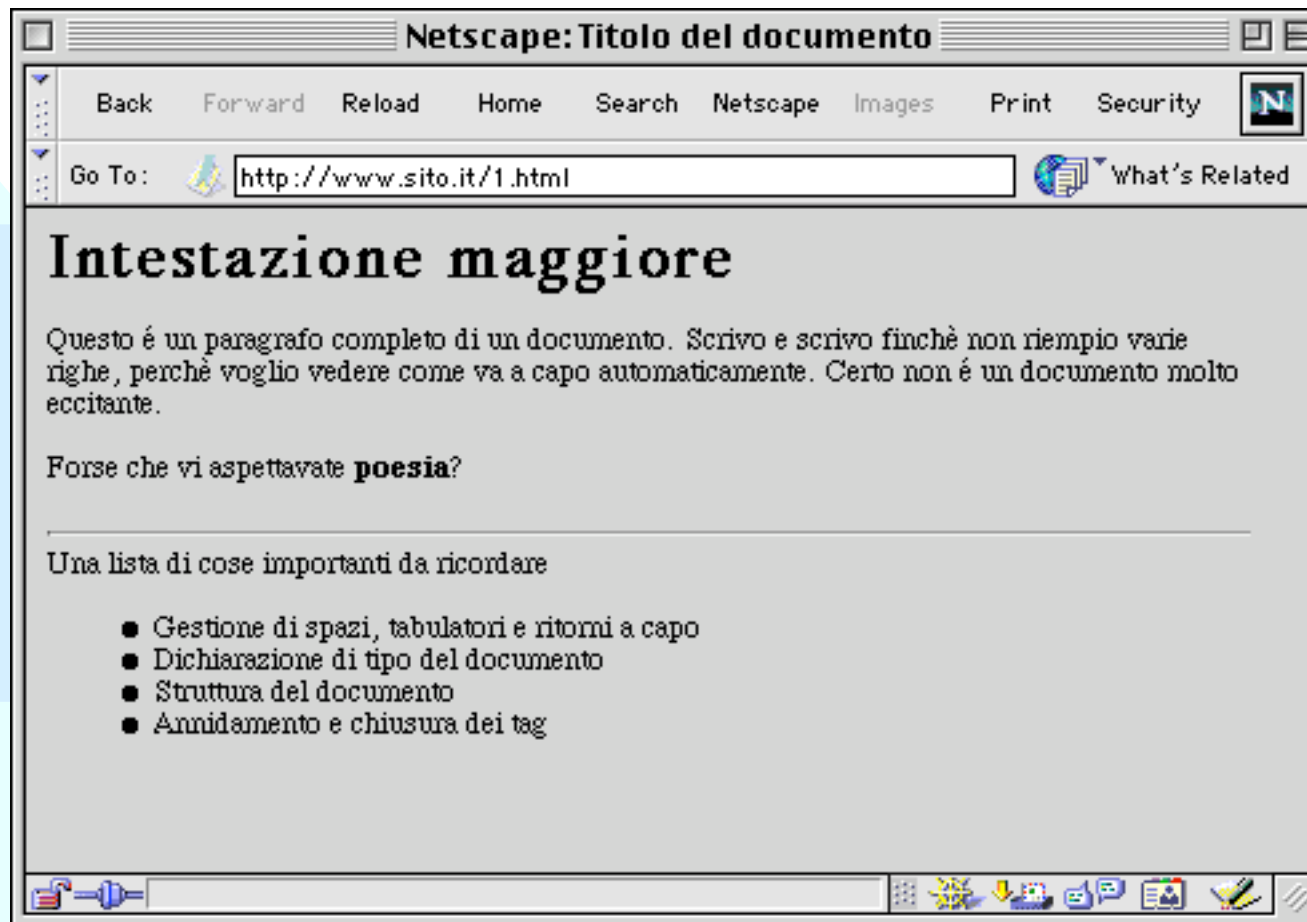 Netscape: Titolo del documento
Back Forward Reload Home Search Netscape Images Print Security N
Go To: http://www.sito.it/1.html What's Related
Intestazione maggiore
Questo é un paragrafo completo di un documento. Scrivo e scrivo finchè non riempio varie
righe, perchè voglio vedere come va a capo automaticamente. Certo non é un documento molto
eccitante.
Forse che vi aspettavate poesia?
Una lista di cose importanti da ricordare
● Gestione di spazi, tabulatori e ritorni a capo
● Dichiarazione di tipo del documento
● Struttura del documento
● Annidamento e chiusura dei tag